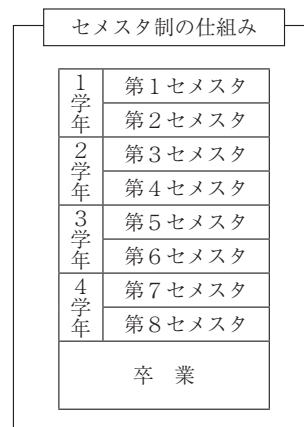 セメスタ制の仕組み
1学年
第1セメスタ
第2セメスタ
2学年
第3セメスタ
第4セメスタ
3学年
第5セメスタ
第6セメスタ
4学年
第7セメスタ
第8セメスタ
卒 業